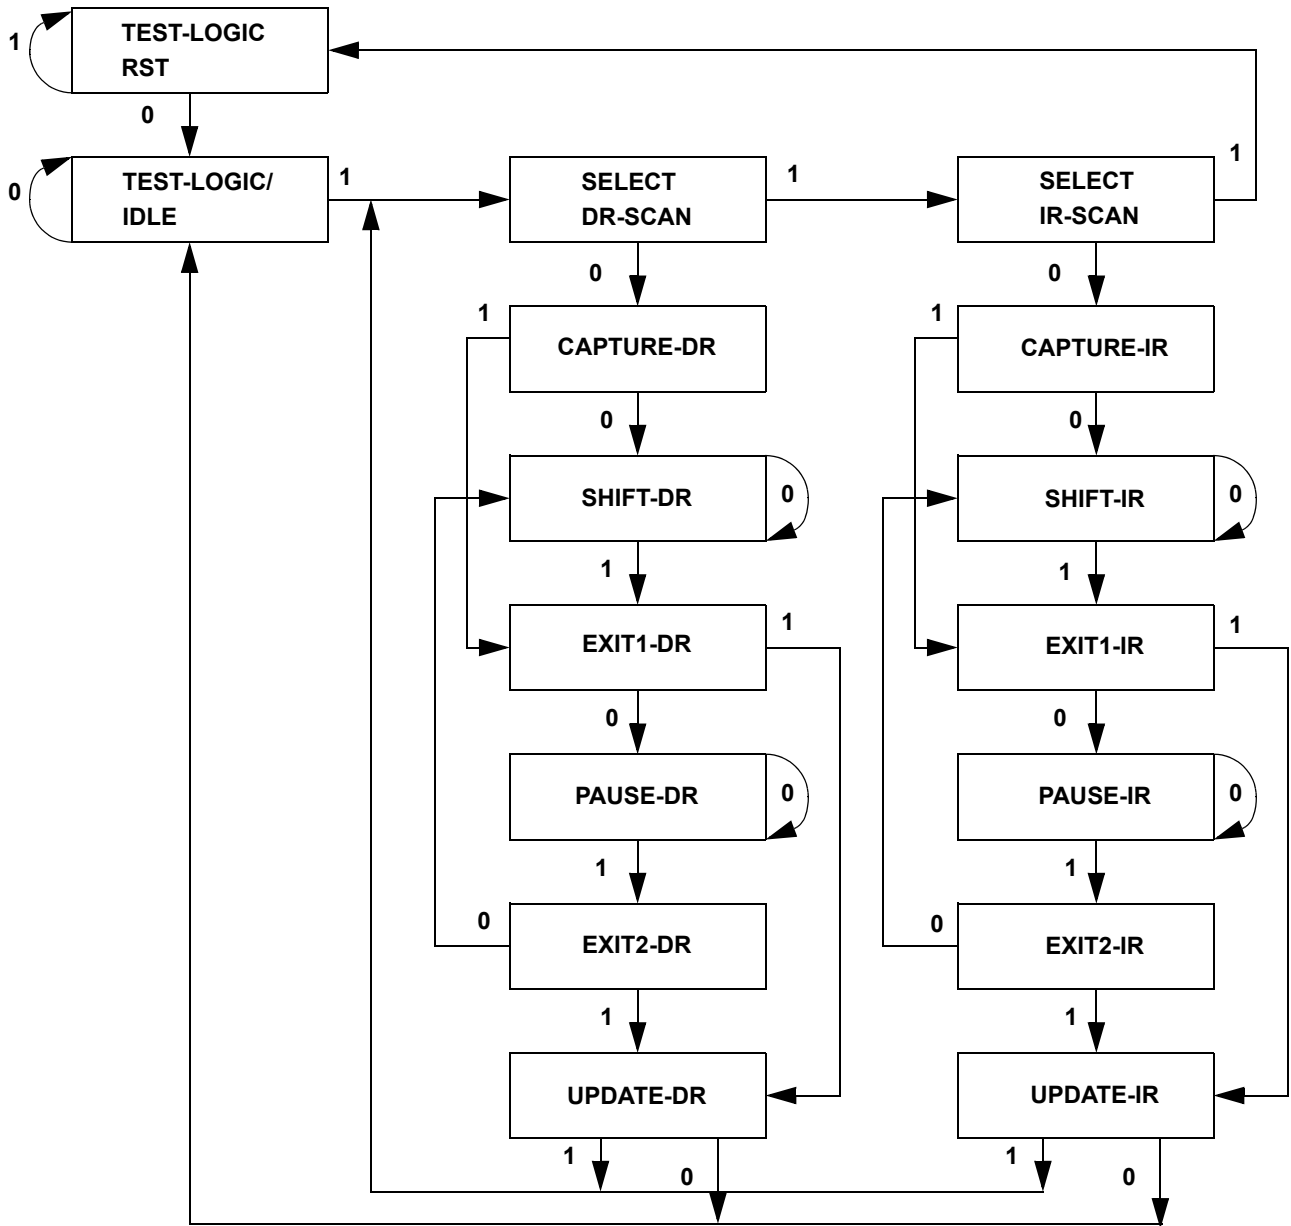 1
TEST-LOGIC
RST
0
0
TEST-LOGIC/
IDLE
1
SELECT
DR-SCAN
1
SELECT
IR-SCAN
1
0
0
1
CAPTURE-DR
1
CAPTURE-IR
0
0
SHIFT-DR
0
SHIFT-IR
0
1
1
EXIT1-DR
1
EXIT1-IR
1
0
0
PAUSE-DR
0
PAUSE-IR
0
1
1
0
EXIT2-DR
0
EXIT2-IR
1
1
UPDATE-DR
UPDATE-IR
1
0
1
0